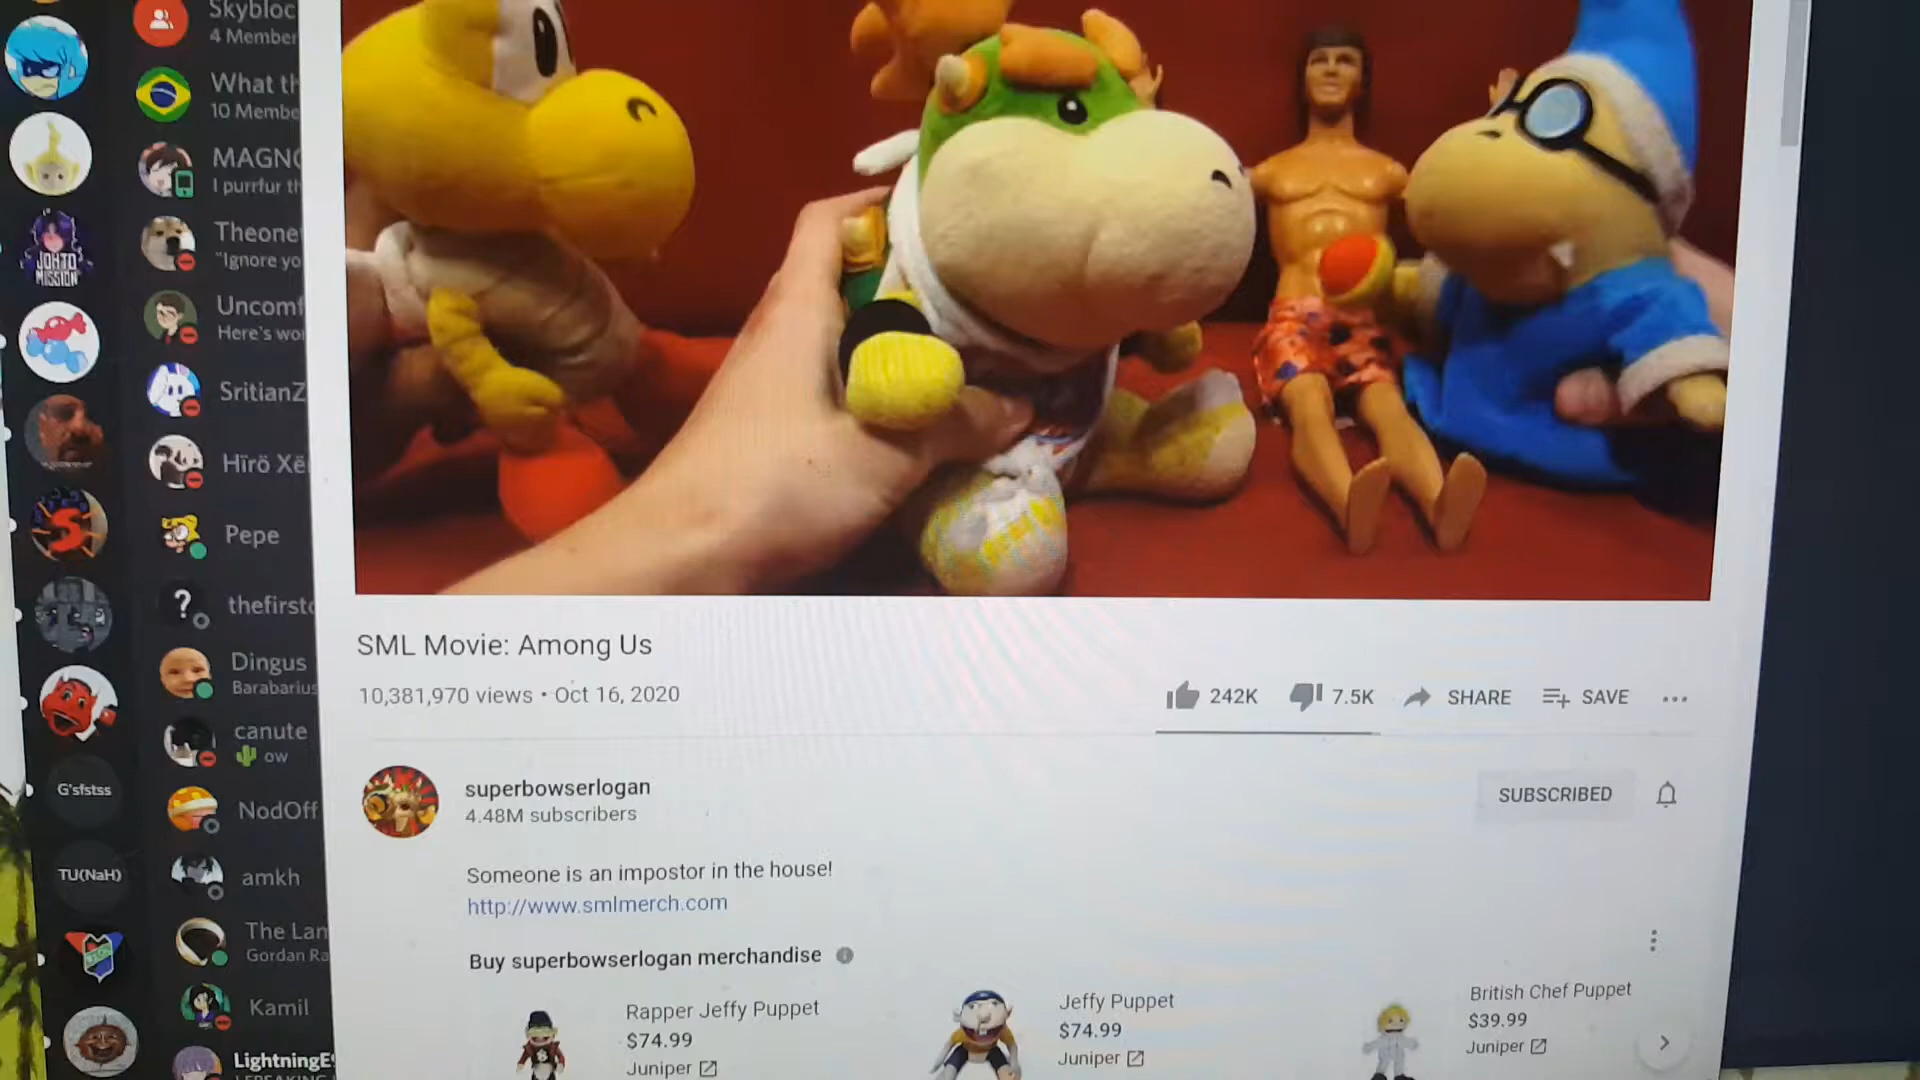 Skybloc
4 Member
What th
10 Membe
MAGN
I purrfur th
Theone
"Ignore yo
JOHTO
MISSION
Uncomf
Here's wo
SritianZ
Hïrö Xë
Pepe
?
thefirst
Dingus
Barabarius
canute
ow
G'sfstss
NodOff
TU(NaH)
amkh
The Lan
Gordan Ra
Kamil
LightningE
SML Movie: Among Us
10,381,970 views • Oct 16, 2020
242K 7.5K SHARE SAVE ...
superbowserlogan
4.48M subscribers
SUBSCRIBED
Someone is an impostor in the house!
http://www.smlmerch.com
Buy superbowserlogan merchandise
Rapper Jeffy Puppet
$74.99
Juniper
Jeffy Puppet
$74.99
Juniper
British Chef Puppet
$39.99
Juniper